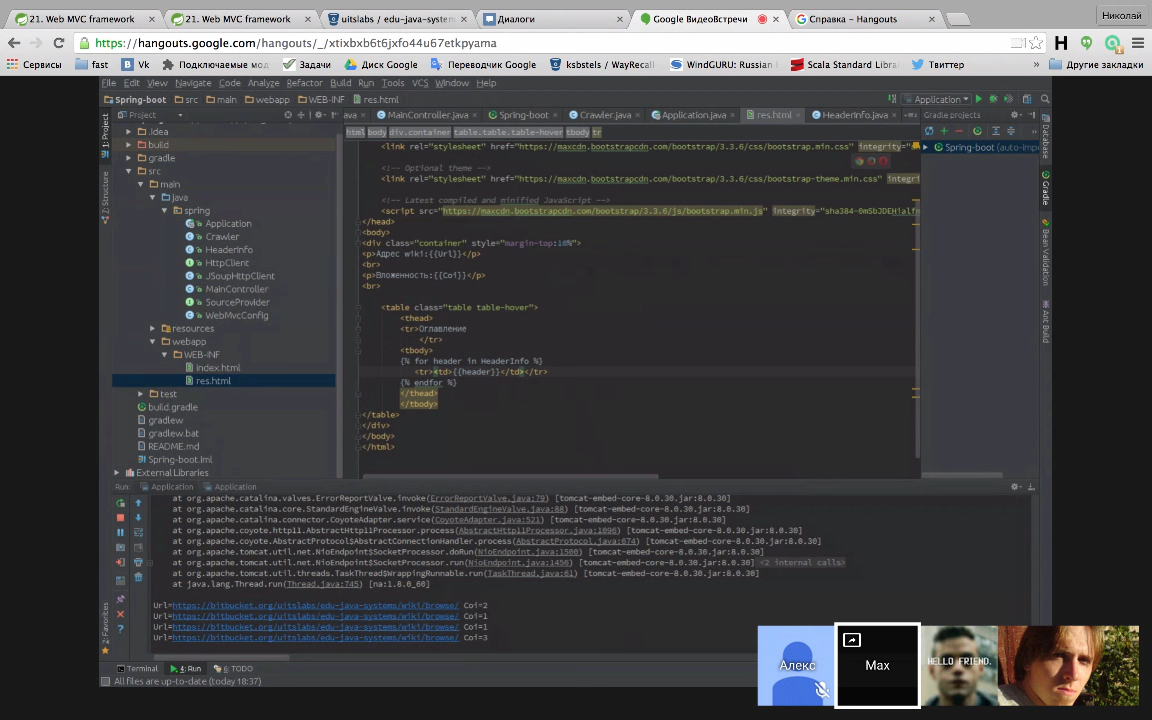 21. Web MVC framework
21. Web MVC framework
uitslabs / edu-java-system
Диалоги
Google ВидеоВстречи
Справка – Hangouts
Николай
https://hangouts.google.com/hangouts/_/xtixbxb6t6jxfo44u67etkpyama
Сервисы
fast
Vk
Подключаемые мод
Задачи
Диск Google
Переводчик Google
ksbstels / WayRecall
WindGURU: Russian
Scala Standard Libra
Твиттер
»
Другие закладки
File Edit View Navigate Code Analyze Refactor Build Run Tools VCS Window Help
Spring-boot src main webapp WEB-INF res.html
Application
Project
ava
MainController.java
Spring-boot
Crawler.java
Application.java
res.html
HeaderInfo.java
Gradle projects
html body div.container table.table.table-hover tbody tr
.idea
build
gradle
src
main
java
spring
Application
Crawler
HeaderInfo
HttpClient
JSoupHttpClient
MainController
SourceProvider
WebMvcConfig
resources
webapp
WEB-INF
index.html
res.html
test
build.gradle
gradlew
gradlew.bat
README.md
Spring-boot.iml
External Libraries
<link rel="stylesheet" href="https://maxcdn.bootstrapcdn.com/bootstrap/3.3.6/css/bootstrap.min.css" integrity="
<!-- Optional theme -->
<link rel="stylesheet" href="https://maxcdn.bootstrapcdn.com/bootstrap/3.3.6/css/bootstrap-theme.min.css" integri
<!-- Latest compiled and minified JavaScript -->
<script src="https://maxcdn.bootstrapcdn.com/bootstrap/3.3.6/js/bootstrap.min.js" integrity="sha384-0mSbJDEHialfm
</head>
<body>
<div class="container" style="margin-top:10%">
<p>Адрес wiki:{{Url}}</p>
<br>
<p>Вложенность:{{Coi}}</p>
<br>
<table class="table table-hover">
<thead>
<tr>Оглавление
</tr>
<tbody>
{% for header in HeaderInfo %}
<tr><td>{{header}}</td></tr>
{% endfor %}
</thead>
</tbody>
</table>
</div>
</body>
</html>
Spring-boot (auto-impo
1: Project
Z: Structure
2: Favorites
Database
Gradle
Bean Validation
Ant Build
Run: Application Application
at org.apache.catalina.valves.ErrorReportValve.invoke(ErrorReportValve.java:79) [tomcat-embed-core-8.0.30.jar:8.0.30]
at org.apache.catalina.core.StandardEngineValve.invoke(StandardEngineValve.java:88) [tomcat-embed-core-8.0.30.jar:8.0.30]
at org.apache.catalina.connector.CoyoteAdapter.service(CoyoteAdapter.java:521) [tomcat-embed-core-8.0.30.jar:8.0.30]
at org.apache.coyote.http11.AbstractHttp11Processor.process(AbstractHttp11Processor.java:1096) [tomcat-embed-core-8.0.30.jar:8.0.30]
at org.apache.coyote.AbstractProtocol$AbstractConnectionHandler.process(AbstractProtocol.java:674) [tomcat-embed-core-8.0.30.jar:8.0.30]
at org.apache.tomcat.util.net.NioEndpoint$SocketProcessor.doRun(NioEndpoint.java:1500) [tomcat-embed-core-8.0.30.jar:8.0.30]
at org.apache.tomcat.util.net.NioEndpoint$SocketProcessor.run(NioEndpoint.java:1456) [tomcat-embed-core-8.0.30.jar:8.0.30] <2 internal calls>
at org.apache.tomcat.util.threads.TaskThread$WrappingRunnable.run(TaskThread.java:61) [tomcat-embed-core-8.0.30.jar:8.0.30]
at java.lang.Thread.run(Thread.java:745) [na:1.8.0_60]
Url=https://bitbucket.org/uitslabs/edu-java-systems/wiki/browse/ Coi=2
Url=https://bitbucket.org/uitslabs/edu-java-systems/wiki/browse/ Coi=1
Url=https://bitbucket.org/uitslabs/edu-java-systems/wiki/browse/ Coi=1
Url=https://bitbucket.org/uitslabs/edu-java-systems/wiki/browse/ Coi=3
Terminal 4: Run 6: TODO
All files are up-to-date (today 18:37)
Алекс
Max
HELLO FRIEND.